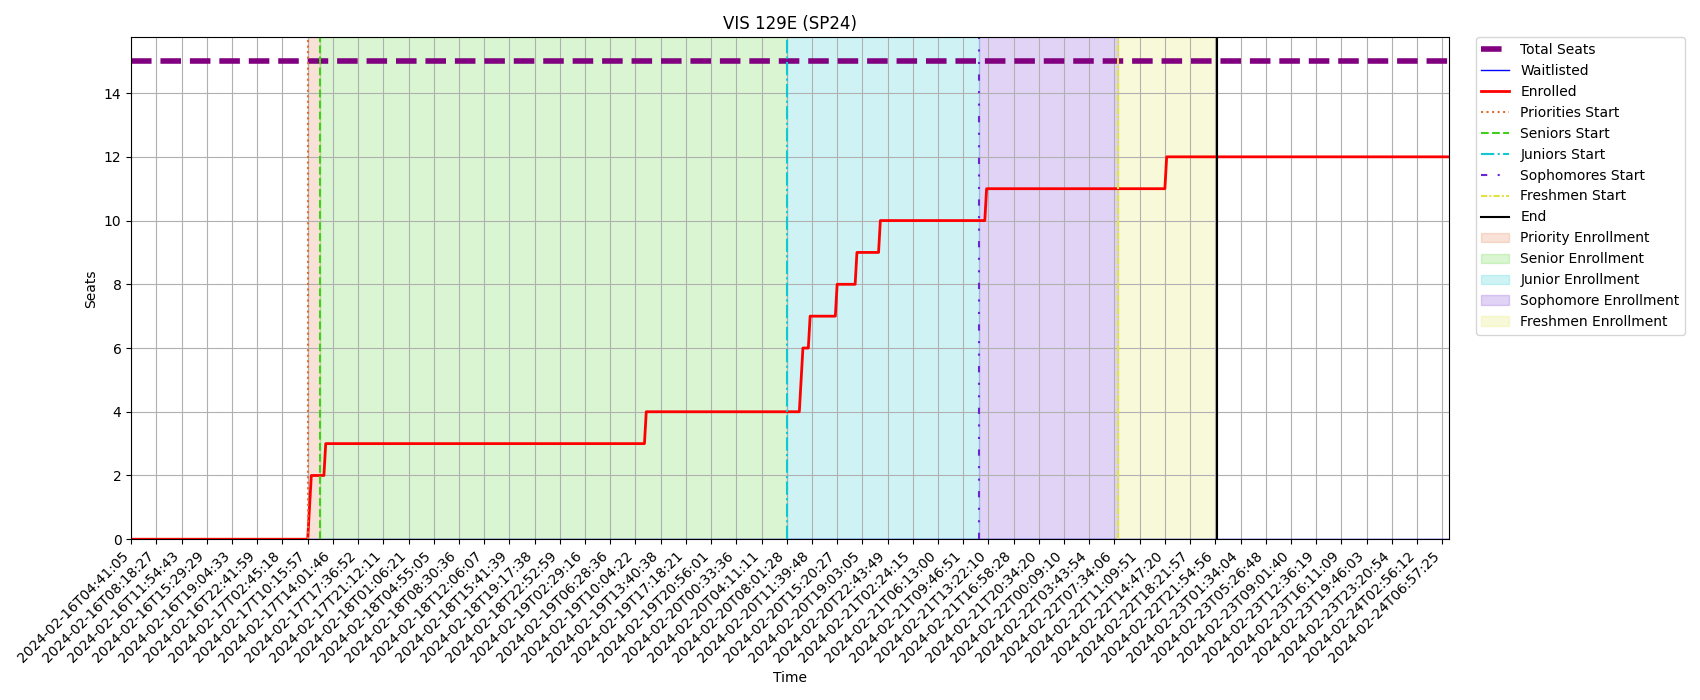 VIS 129E (SP24)
Seats
14
12
10
8
6
4
2
0
2024-02-16T04:41:05
2024-02-16T08:18:27
2024-02-16T11:54:43
2024-02-16T15:29:29
2024-02-16T19:04:33
2024-02-16T22:41:59
2024-02-17T02:45:18
2024-02-17T10:15:57
2024-02-17T14:01:46
2024-02-17T17:36:52
2024-02-17T21:12:11
2024-02-18T01:06:21
2024-02-18T04:55:05
2024-02-18T08:30:36
2024-02-18T12:06:07
2024-02-18T15:41:39
2024-02-18T19:17:38
2024-02-18T22:52:59
2024-02-19T02:29:16
2024-02-19T06:28:36
2024-02-19T10:04:22
2024-02-19T13:40:38
2024-02-19T17:18:21
2024-02-19T20:56:01
2024-02-20T00:33:36
2024-02-20T04:11:11
2024-02-20T08:01:28
2024-02-20T11:39:48
2024-02-20T15:20:27
2024-02-20T19:03:05
2024-02-20T22:43:49
2024-02-21T02:24:15
2024-02-21T06:13:00
2024-02-21T09:46:51
2024-02-21T13:22:10
2024-02-21T16:58:28
2024-02-21T20:34:20
2024-02-22T00:09:10
2024-02-22T03:43:54
2024-02-22T07:34:06
2024-02-22T11:09:51
2024-02-22T14:47:20
2024-02-22T18:21:57
2024-02-22T21:54:56
2024-02-23T01:34:04
2024-02-23T05:26:48
2024-02-23T09:01:40
2024-02-23T12:36:19
2024-02-23T16:11:09
2024-02-23T19:46:03
2024-02-23T23:20:54
2024-02-24T02:56:12
2024-02-24T06:57:25
Time
Total Seats
Waitlisted
Enrolled
Priorities Start
Seniors Start
Juniors Start
Sophomores Start
Freshmen Start
End
Priority Enrollment
Senior Enrollment
Junior Enrollment
Sophomore Enrollment
Freshmen Enrollment